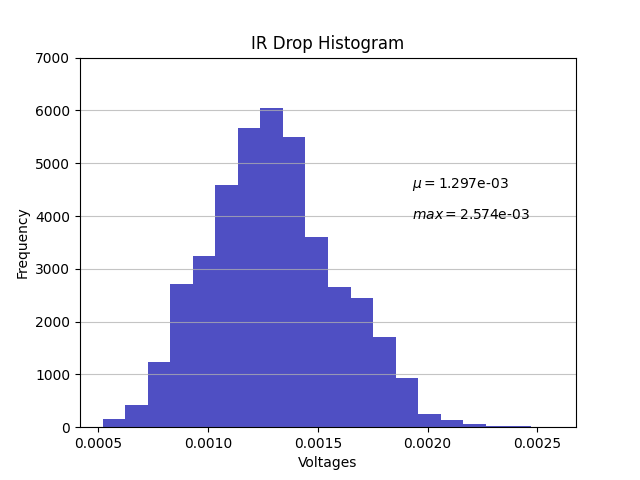 IR Drop Histogram
7000
6000
5000
4000
3000
2000
1000
0
Frequency
μ = 1.297e-03
max = 2.574e-03
0.0005 0.0010 0.0015 0.0020 0.0025
Voltages